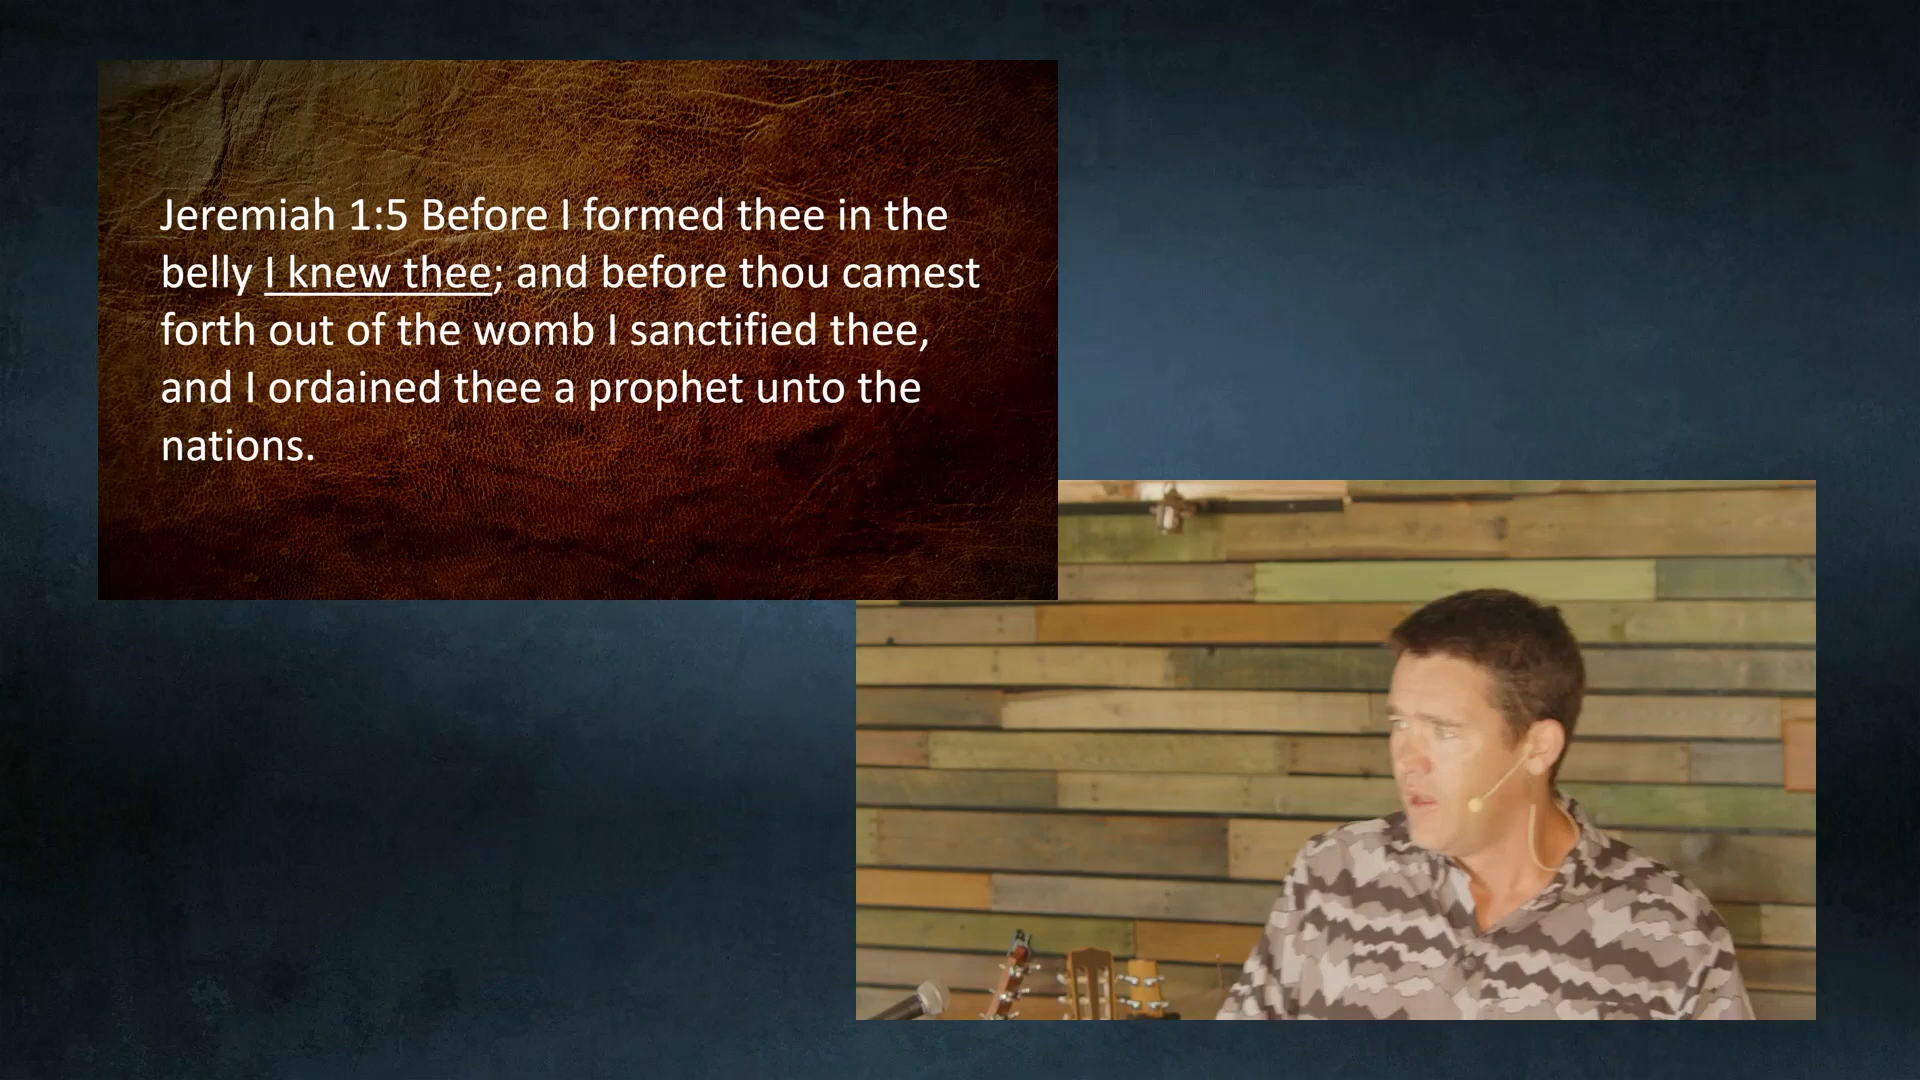 Jeremiah 1:5 Before I formed thee in the
belly I knew thee; and before thou camest
forth out of the womb I sanctified thee,
and I ordained thee a prophet unto the
nations.